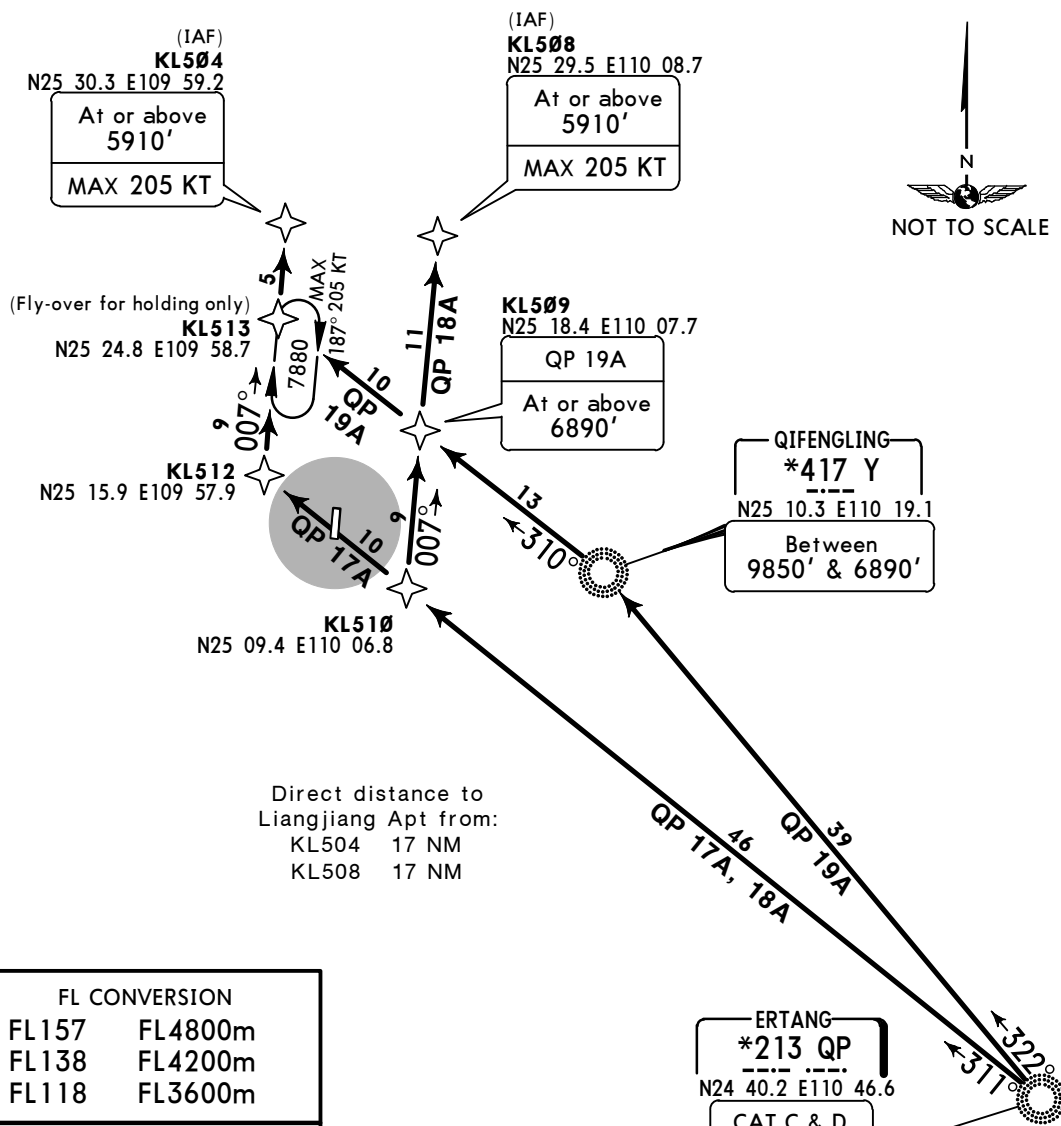 (IAF)
KL5Ø4
N25 30.3 E109 59.2
At or above
5910'
MAX 205 KT
(IAF)
KL5Ø8
N25 29.5 E110 08.7
At or above
5910'
MAX 205 KT
N
NOT TO SCALE
5
MAX
205 KT
187°
7880
(Fly-over for holding only)
KL513
N25 24.8 E109 58.7
11
QP 18A
KL5Ø9
N25 18.4 E110 07.7
QP 19A
At or above
6890'
10
QP
19A
9
007°
KL512
N25 15.9 E109 57.9
10
QP 17A
9
007°
13
310°
QIFENGLING
*417 Y
N25 10.3 E110 19.1
Between
9850' & 6890'
KL51Ø
N25 09.4 E110 06.8
Direct distance to
Liangjiang Apt from:
KL504 17 NM
KL508 17 NM
46
QP 17A, 18A
39
QP 19A
FL CONVERSION
FL157 FL4800m
FL138 FL4200m
FL118 FL3600m
ERTANG
*213 QP
N24 40.2 E110 46.6
CAT C & D
311°
322°